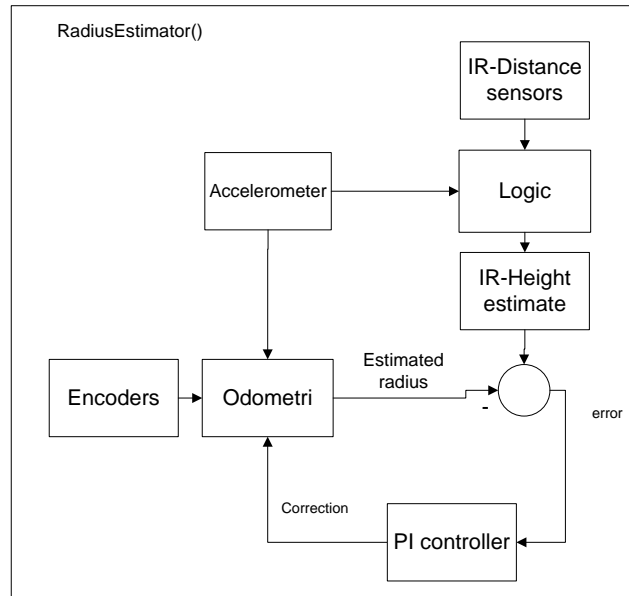 RadiusEstimator()
IR-Distance
sensors
Accelerometer
Logic
IR-Height
estimate
Estimated
radius
Encoders
Odometri
-
error
Correction
PI controller